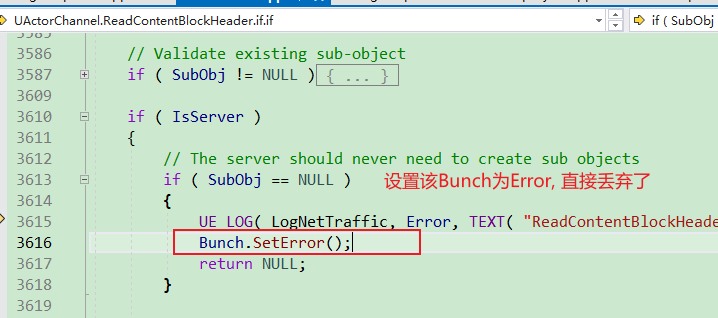 UActorChannel.ReadContentBlockHeader.if.if
if ( SubObj
3585
3586 // Validate existing sub-object
3587 if ( SubObj != NULL ) { ... }
3609
3610 if ( IsServer )
3611 {
3612 // The server should never need to create sub objects
3613 if ( SubObj == NULL ) 设置该Bunch为Error, 直接丢弃了
3614 {
3615 UE_LOG( LogNetTraffic, Error, TEXT( "ReadContentBlockHeade
3616 Bunch.SetError();
3617 return NULL;
3618 }
3619